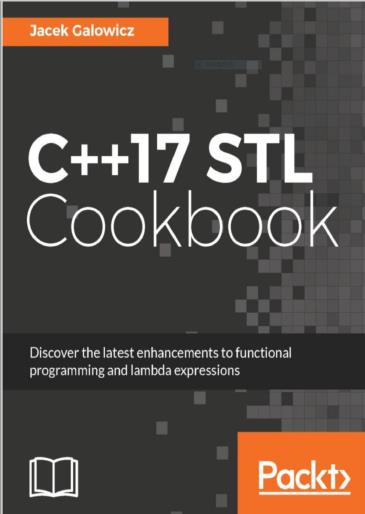 Jacek Galowicz
C++17 STL
Cookbook
Discover the latest enhancements to functional
programming and lambda expressions
Packt>